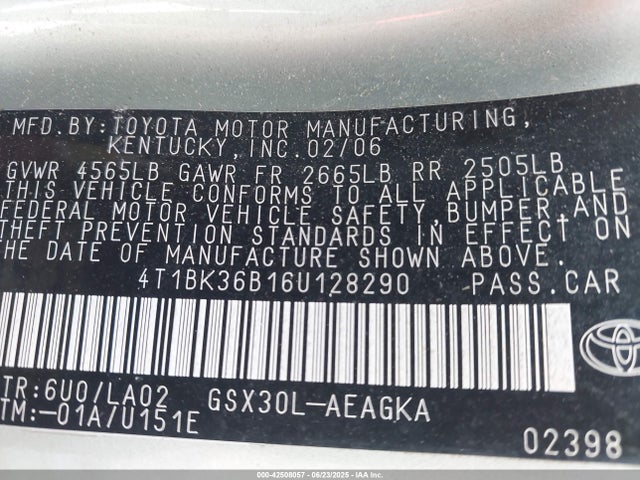 MFD.BY:TOYOTA MOTOR MANUFACTURING,
KENTUCKY, INC. 02/06
GVWR 4565LB GAWR FR 2665LB RR 2505LB
THIS VEHICLE CONFORMS TO ALL APPLICABLE
FEDERAL MOTOR VEHICLE SAFETY, BUMPER, AND
THEFT PREVENTION STANDARDS IN EFFECT ON
THE DATE OF MANUFACTURE SHOWN ABOVE.
4T1BK36B16U128290 PASS.CAR
TR:6U0/LA02 GSX30L-AEAGKA
TM:-01A/U151E
02398
000-42508057 - 06/23/2025 - IAAI.COM